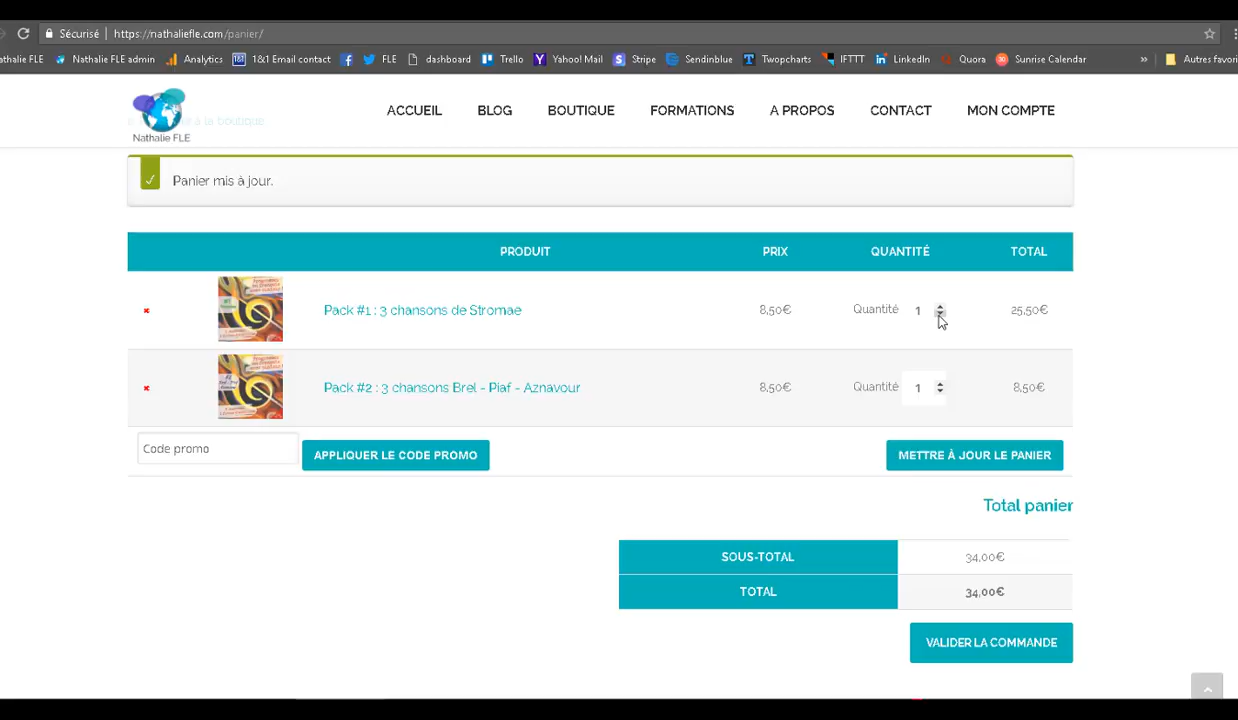 Sécurisé | https://nathaliefle.com/panier/
athalie FLE Nathalie FLE admin Analytics 1&1 Email contact FLE dashboard Trello Yahoo! Mail Stripe Sendinblue Twopcharts IFTTT LinkedIn Quora Sunrise Calendar » Autres favori
Nathalie FLE
ACCUEIL BLOG BOUTIQUE FORMATIONS A PROPOS CONTACT MON COMPTE
à la boutique
Panier mis à jour.
PRODUIT PRIX QUANTITÉ TOTAL
Pack #1 : 3 chansons de Stromae 8,50€ Quantité 1 25,50€
Pack #2 : 3 chansons Brel - Piaf - Aznavour 8,50€ Quantité 1 8,50€
Code promo APPLIQUER LE CODE PROMO METTRE À JOUR LE PANIER
Total panier
SOUS-TOTAL 34,00€
TOTAL 34,00€
VALIDER LA COMMANDE